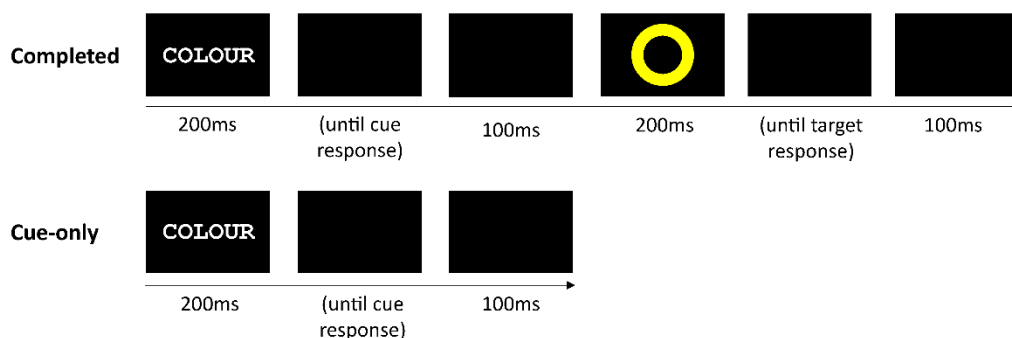 Completed
COLOUR
200ms
(until cue
response)
100ms
200ms
(until target
response)
100ms
Cue-only
COLOUR
200ms
(until cue
response)
100ms